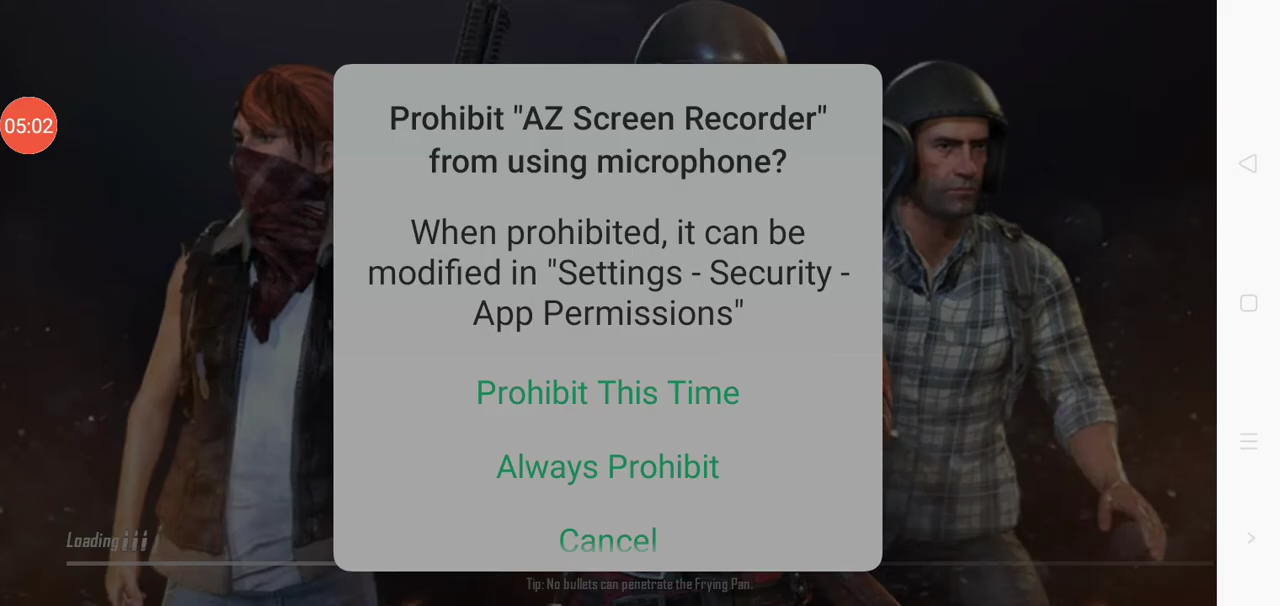 05:02
Prohibit "AZ Screen Recorder"
from using microphone?
When prohibited, it can be
modified in "Settings - Security -
App Permissions"
Prohibit This Time
Always Prohibit
Cancel
Loading
Tip: No bullets can penetrate the Frying Pan.